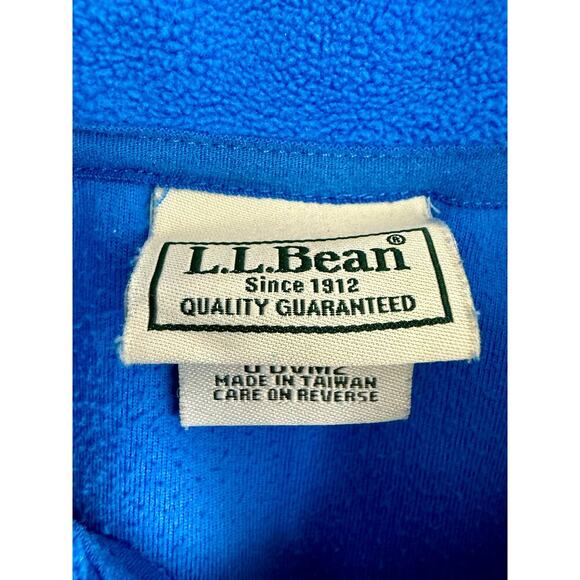 L.L.Bean®
Since 1912
QUALITY GUARANTEED
MADE IN TAIWAN
CARE ON REVERSE